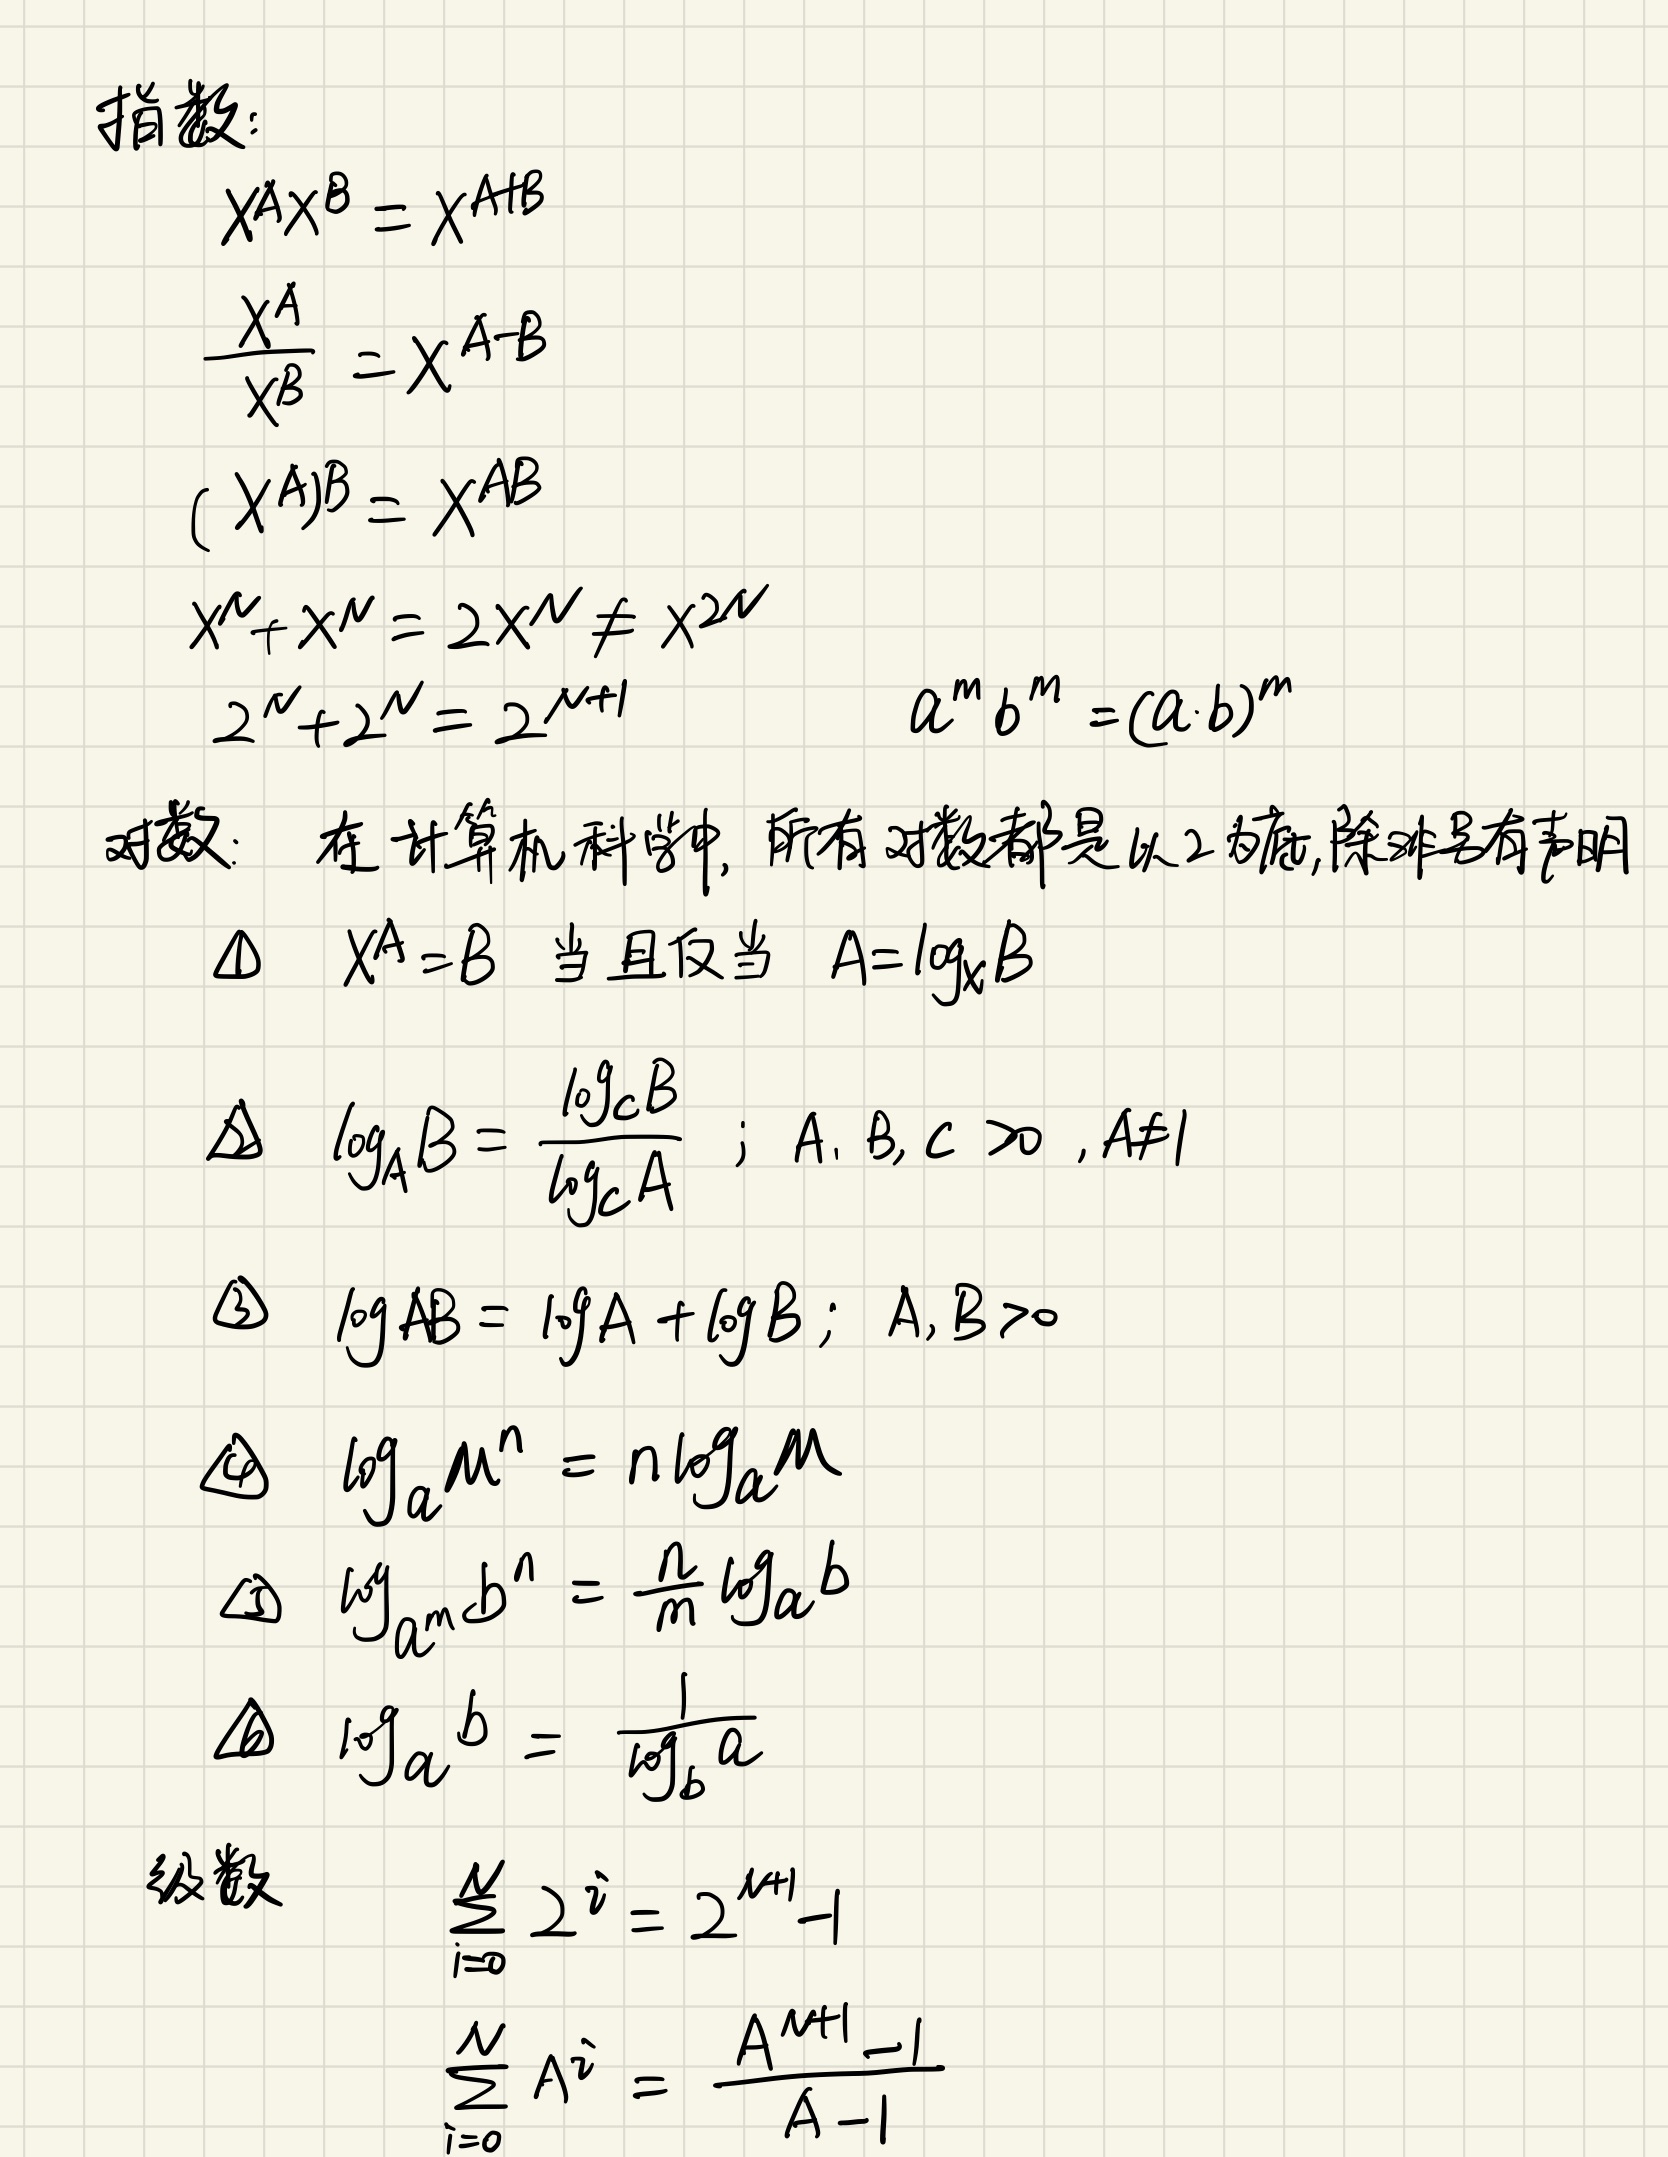 指数:
X^A X^B = X^{A+B}
\frac{X^A}{X^B} = X^{A-B}
(X^A)^B = X^{AB}
X^N + X^N = 2X^N ≠ X^{2N}
2^N + 2^N = 2^{N+1} a^m b^m = (a·b)^m
对数: 在计算机科学中, 所有对数都是以2为底, 除非另有声明
① X^A = B 当且仅当 A = log_X B
② log_A B = \frac{log_C B}{log_C A} ; A, B, C >0 , A≠1
③ log AB = log A + log B ; A, B >0
④ log_a M^n = n log_a M
⑤ log_{a^m} b^n = \frac{n}{m} log_a b
⑥ log_a b = \frac{1}{log_b a}
级数 \sum_{i=0}^{N} 2^i = 2^{N+1} -1
\sum_{i=0}^{N} A^i = \frac{A^{N+1} -1}{A-1}